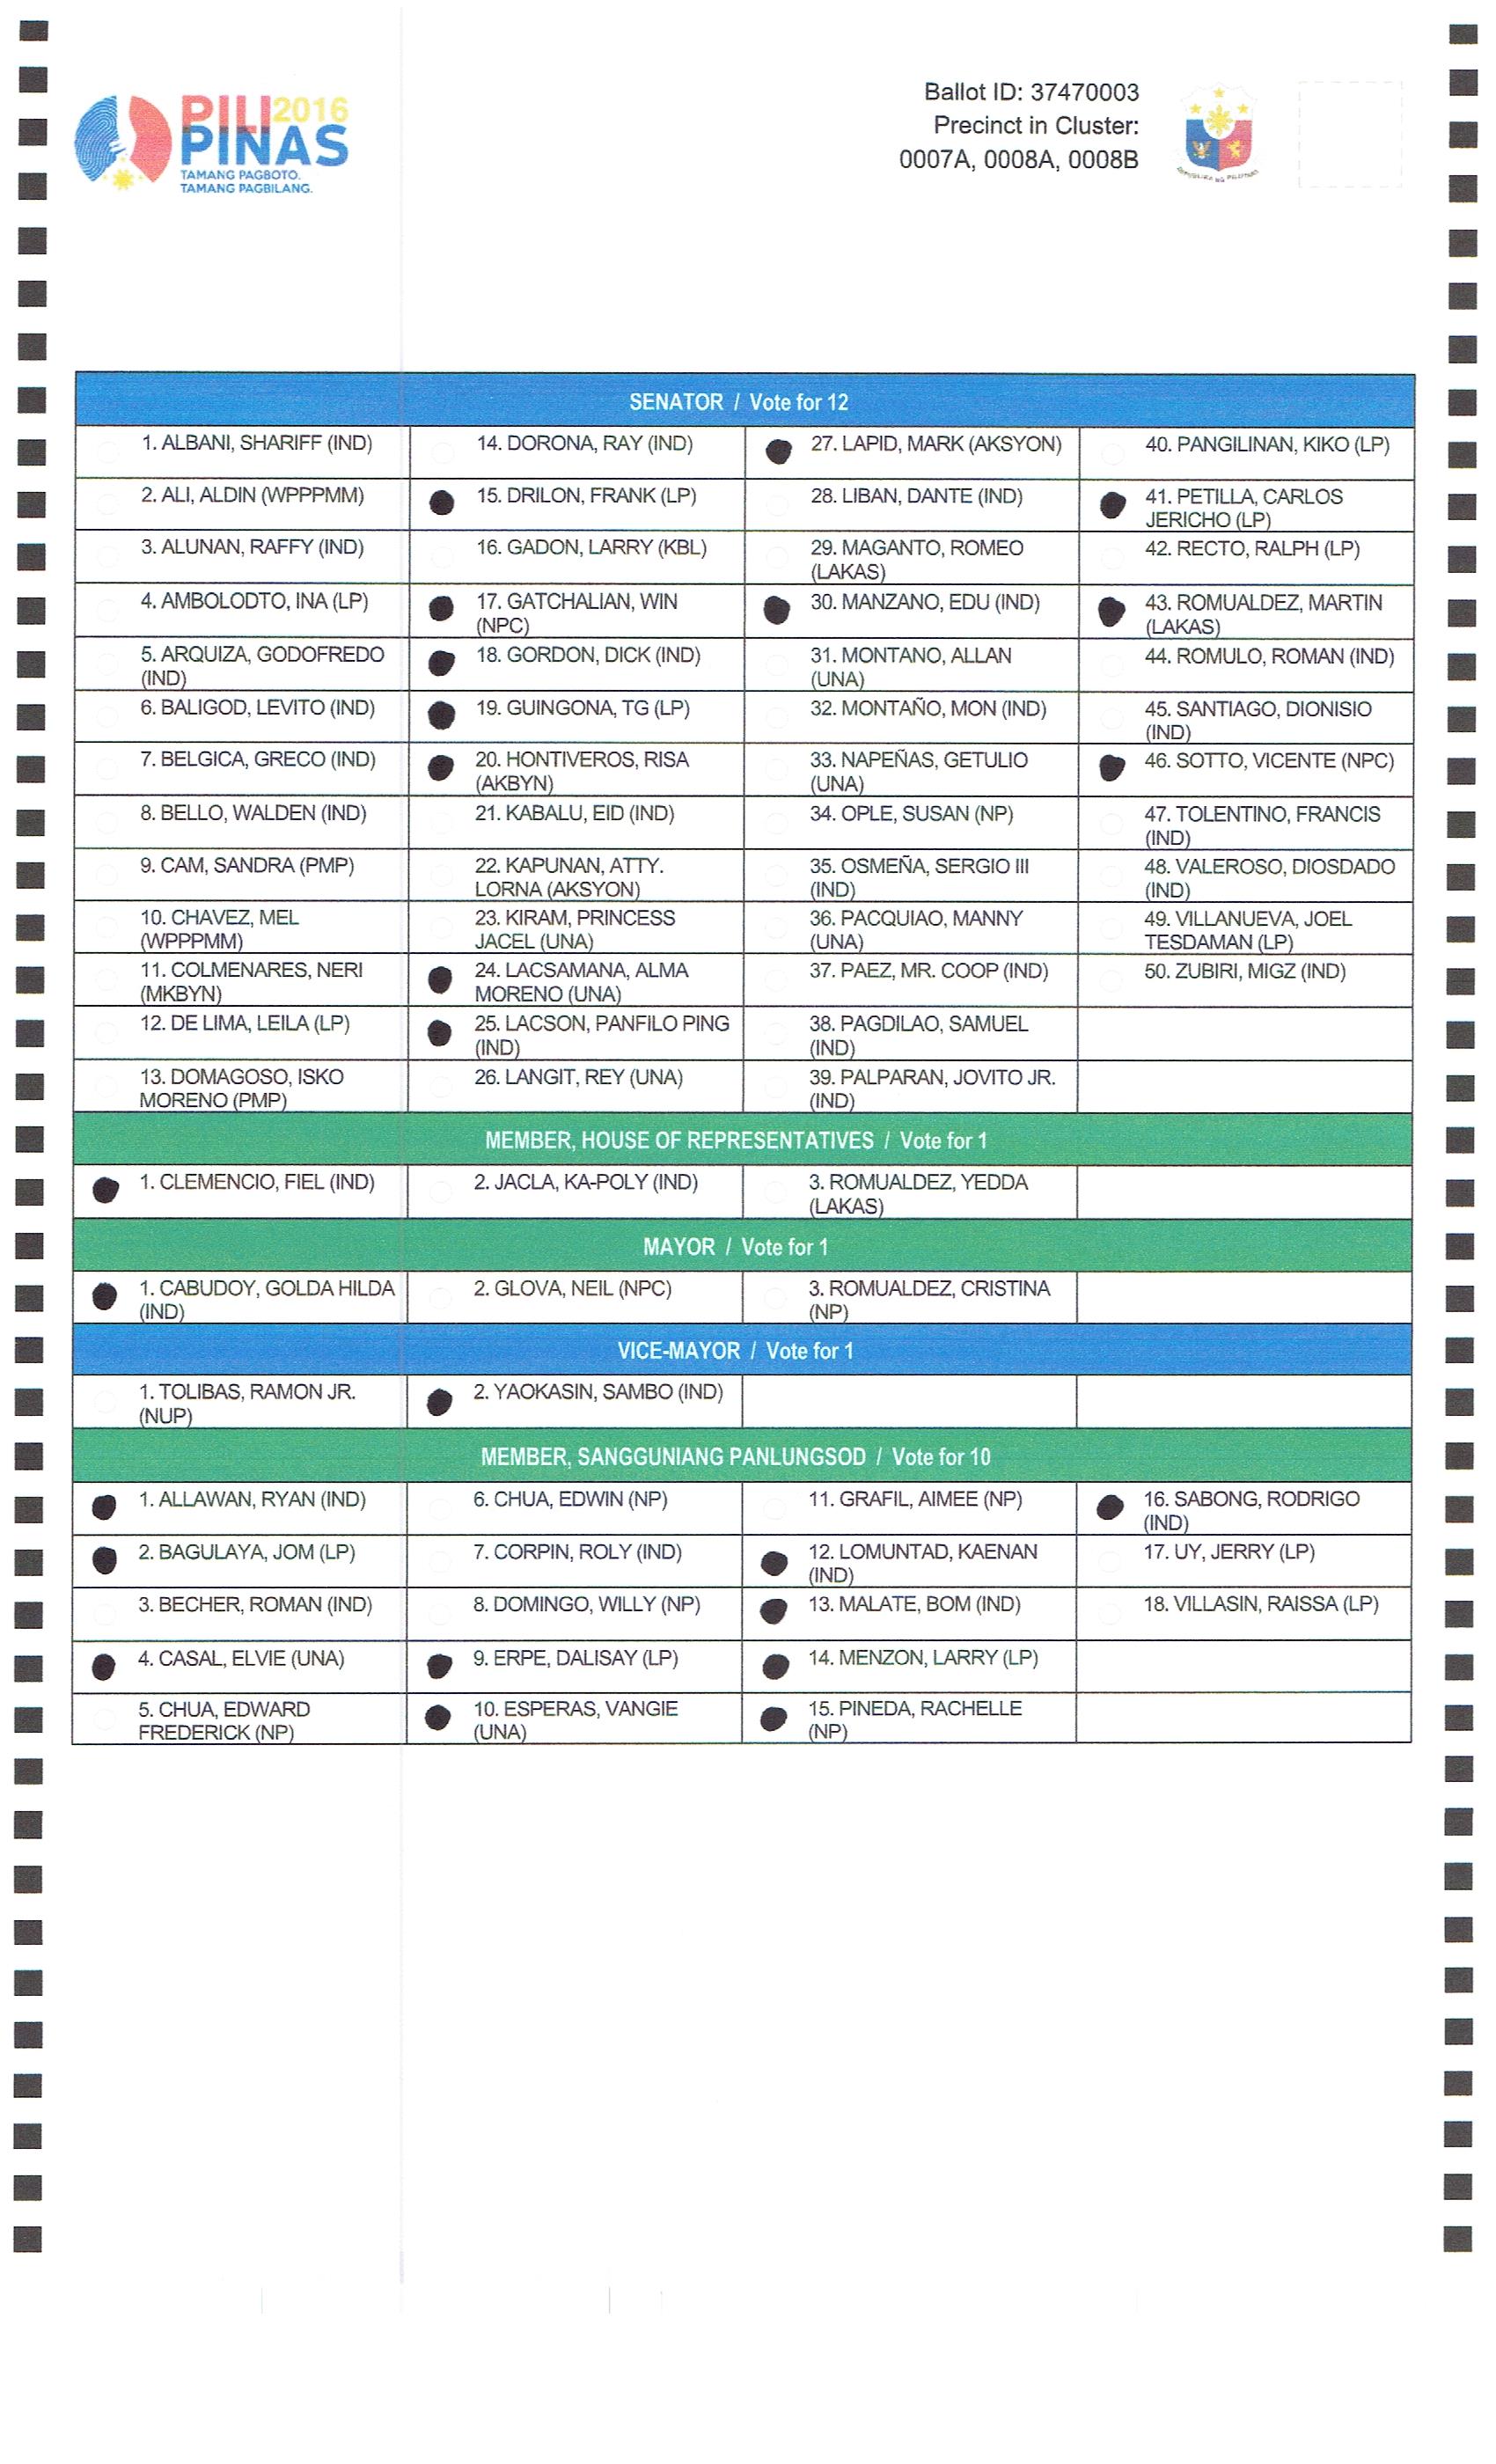 PILI 2016
PINAS
TAMANG PAGBOTO.
TAMANG PAGBILANG.
Ballot ID: 37470003
Precinct in Cluster:
0007A, 0008A, 0008B
REPUBLIKA NG PILIPINAS
SENATOR / Vote for 12
1. ALBANI, SHARIFF (IND)
14. DORONA, RAY (IND)
27. LAPID, MARK (AKSYON)
40. PANGILINAN, KIKO (LP)
2. ALI, ALDIN (WPPPMM)
15. DRILON, FRANK (LP)
28. LIBAN, DANTE (IND)
41. PETILLA, CARLOS
JERICHO (LP)
3. ALUNAN, RAFFY (IND)
16. GADON, LARRY (KBL)
29. MAGANTO, ROMEO
(LAKAS)
42. RECTO, RALPH (LP)
4. AMBOLODTO, INA (LP)
17. GATCHALIAN, WIN
(NPC)
30. MANZANO, EDU (IND)
43. ROMUALDEZ, MARTIN
(LAKAS)
5. ARQUIZA, GODOFREDO
(IND)
18. GORDON, DICK (IND)
31. MONTANO, ALLAN
(UNA)
44. ROMULO, ROMAN (IND)
6. BALIGOD, LEVITO (IND)
19. GUINGONA, TG (LP)
32. MONTAÑO, MON (IND)
45. SANTIAGO, DIONISIO
(IND)
7. BELGICA, GRECO (IND)
20. HONTIVEROS, RISA
(AKBYN)
33. NAPEÑAS, GETULIO
(UNA)
46. SOTTO, VICENTE (NPC)
8. BELLO, WALDEN (IND)
21. KABALU, EID (IND)
34. OPLE, SUSAN (NP)
47. TOLENTINO, FRANCIS
(IND)
9. CAM, SANDRA (PMP)
22. KAPUNAN, ATTY.
LORNA (AKSYON)
35. OSMEÑA, SERGIO III
(IND)
48. VALEROSO, DIOSDADO
(IND)
10. CHAVEZ, MEL
(WPPPMM)
23. KIRAM, PRINCESS
JACEL (UNA)
36. PACQUIAO, MANNY
(UNA)
49. VILLANUEVA, JOEL
TESDAMAN (LP)
11. COLMENARES, NERI
(MKBYN)
24. LACSAMANA, ALMA
MORENO (UNA)
37. PAEZ, MR. COOP (IND)
50. ZUBIRI, MIGZ (IND)
12. DE LIMA, LEILA (LP)
25. LACSON, PANFILO PING
(IND)
38. PAGDILAO, SAMUEL
(IND)
13. DOMAGOSO, ISKO
MORENO (PMP)
26. LANGIT, REY (UNA)
39. PALPARAN, JOVITO JR.
(IND)
MEMBER, HOUSE OF REPRESENTATIVES / Vote for 1
1. CLEMENCIO, FIEL (IND)
2. JACLA, KA-POLY (IND)
3. ROMUALDEZ, YEDDA
(LAKAS)
MAYOR / Vote for 1
1. CABUDOY, GOLDA HILDA
(IND)
2. GLOVA, NEIL (NPC)
3. ROMUALDEZ, CRISTINA
(NP)
VICE-MAYOR / Vote for 1
1. TOLIBAS, RAMON JR.
(NUP)
2. YAOKASIN, SAMBO (IND)
MEMBER, SANGGUNIANG PANLUNGSOD / Vote for 10
1. ALLAWAN, RYAN (IND)
6. CHUA, EDWIN (NP)
11. GRAFIL, AIMEE (NP)
16. SABONG, RODRIGO
(IND)
2. BAGULAYA, JOM (LP)
7. CORPIN, ROLY (IND)
12. LOMUNTAD, KAENAN
(IND)
17. UY, JERRY (LP)
3. BECHER, ROMAN (IND)
8. DOMINGO, WILLY (NP)
13. MALATE, BOM (IND)
18. VILLASIN, RAISSA (LP)
4. CASAL, ELVIE (UNA)
9. ERPE, DALISAY (LP)
14. MENZON, LARRY (LP)
5. CHUA, EDWARD
FREDERICK (NP)
10. ESPERAS, VANGIE
(UNA)
15. PINEDA, RACHELLE
(NP)